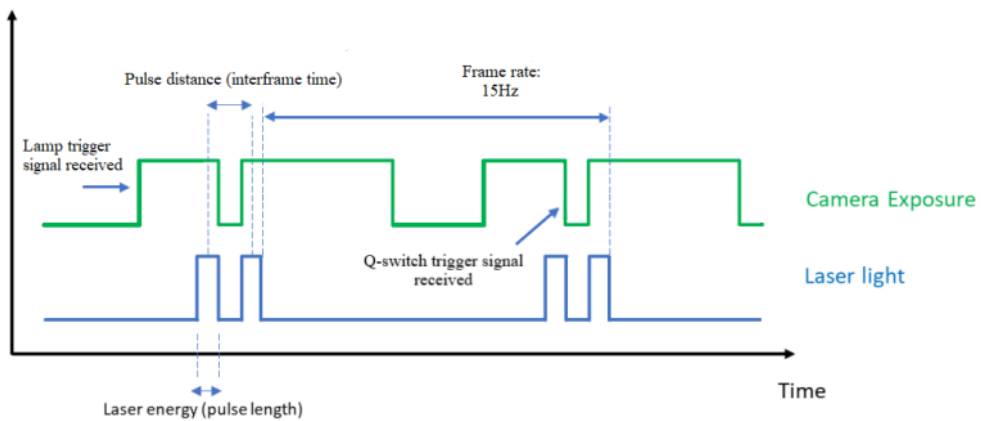 Pulse distance (interframe time)
Frame rate:
15Hz
Lamp trigger
signal received
Camera Exposure
Q-switch trigger signal
received
Laser light
Time
Laser energy (pulse length)